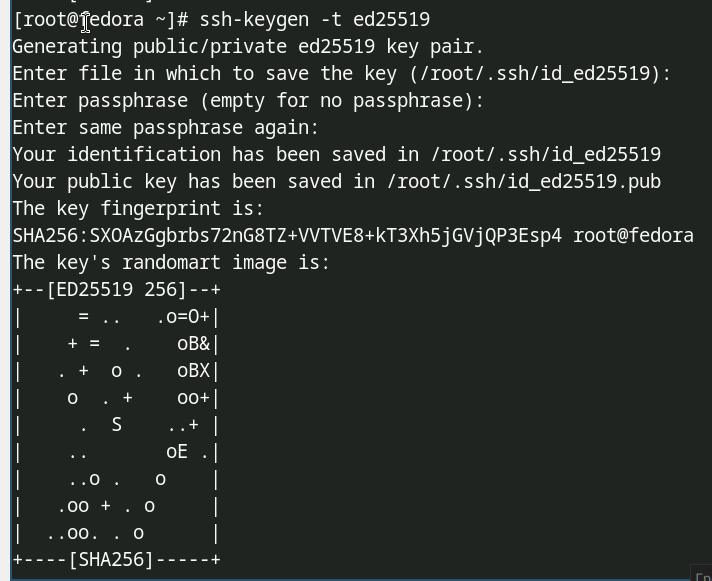 [root@fedora ~]# ssh-keygen -t ed25519
Generating public/private ed25519 key pair.
Enter file in which to save the key (/root/.ssh/id_ed25519):
Enter passphrase (empty for no passphrase):
Enter same passphrase again:
Your identification has been saved in /root/.ssh/id_ed25519
Your public key has been saved in /root/.ssh/id_ed25519.pub
The key fingerprint is:
SHA256:SXOAzGgbrbs72nG8TZ+VVTVE8+kT3Xh5jGVjQP3Esp4 root@fedora
The key's randomart image is:
+--[ED25519 256]--+
|     = ..   .o=O+|
|    + =  .    oB&|
|   . +  o .   oBX|
|    o  . +    oo+|
|     .  S    ..+ |
|    ..       oE .|
|    ..o .   o    |
|   .oo + . o     |
|  ..oo. . o      |
+----[SHA256]-----+